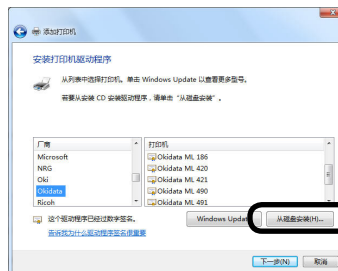 添加打印机
安装打印机驱动程序
从列表中选择打印机。单击 Windows Update 以查看更多型号。
若要从安装 CD 安装驱动程序，请单击“从磁盘安装”。
厂商
打印机
Microsoft
NRG
Oki
Okidata
Ricoh
Okidata ML 186
Okidata ML 420
Okidata ML 421
Okidata ML 490
Okidata ML 491
这个驱动程序已经过数字签名。
告诉我为什么驱动程序签名很重要
Windows Updat
从磁盘安装(H)...
下一步(N)
取消